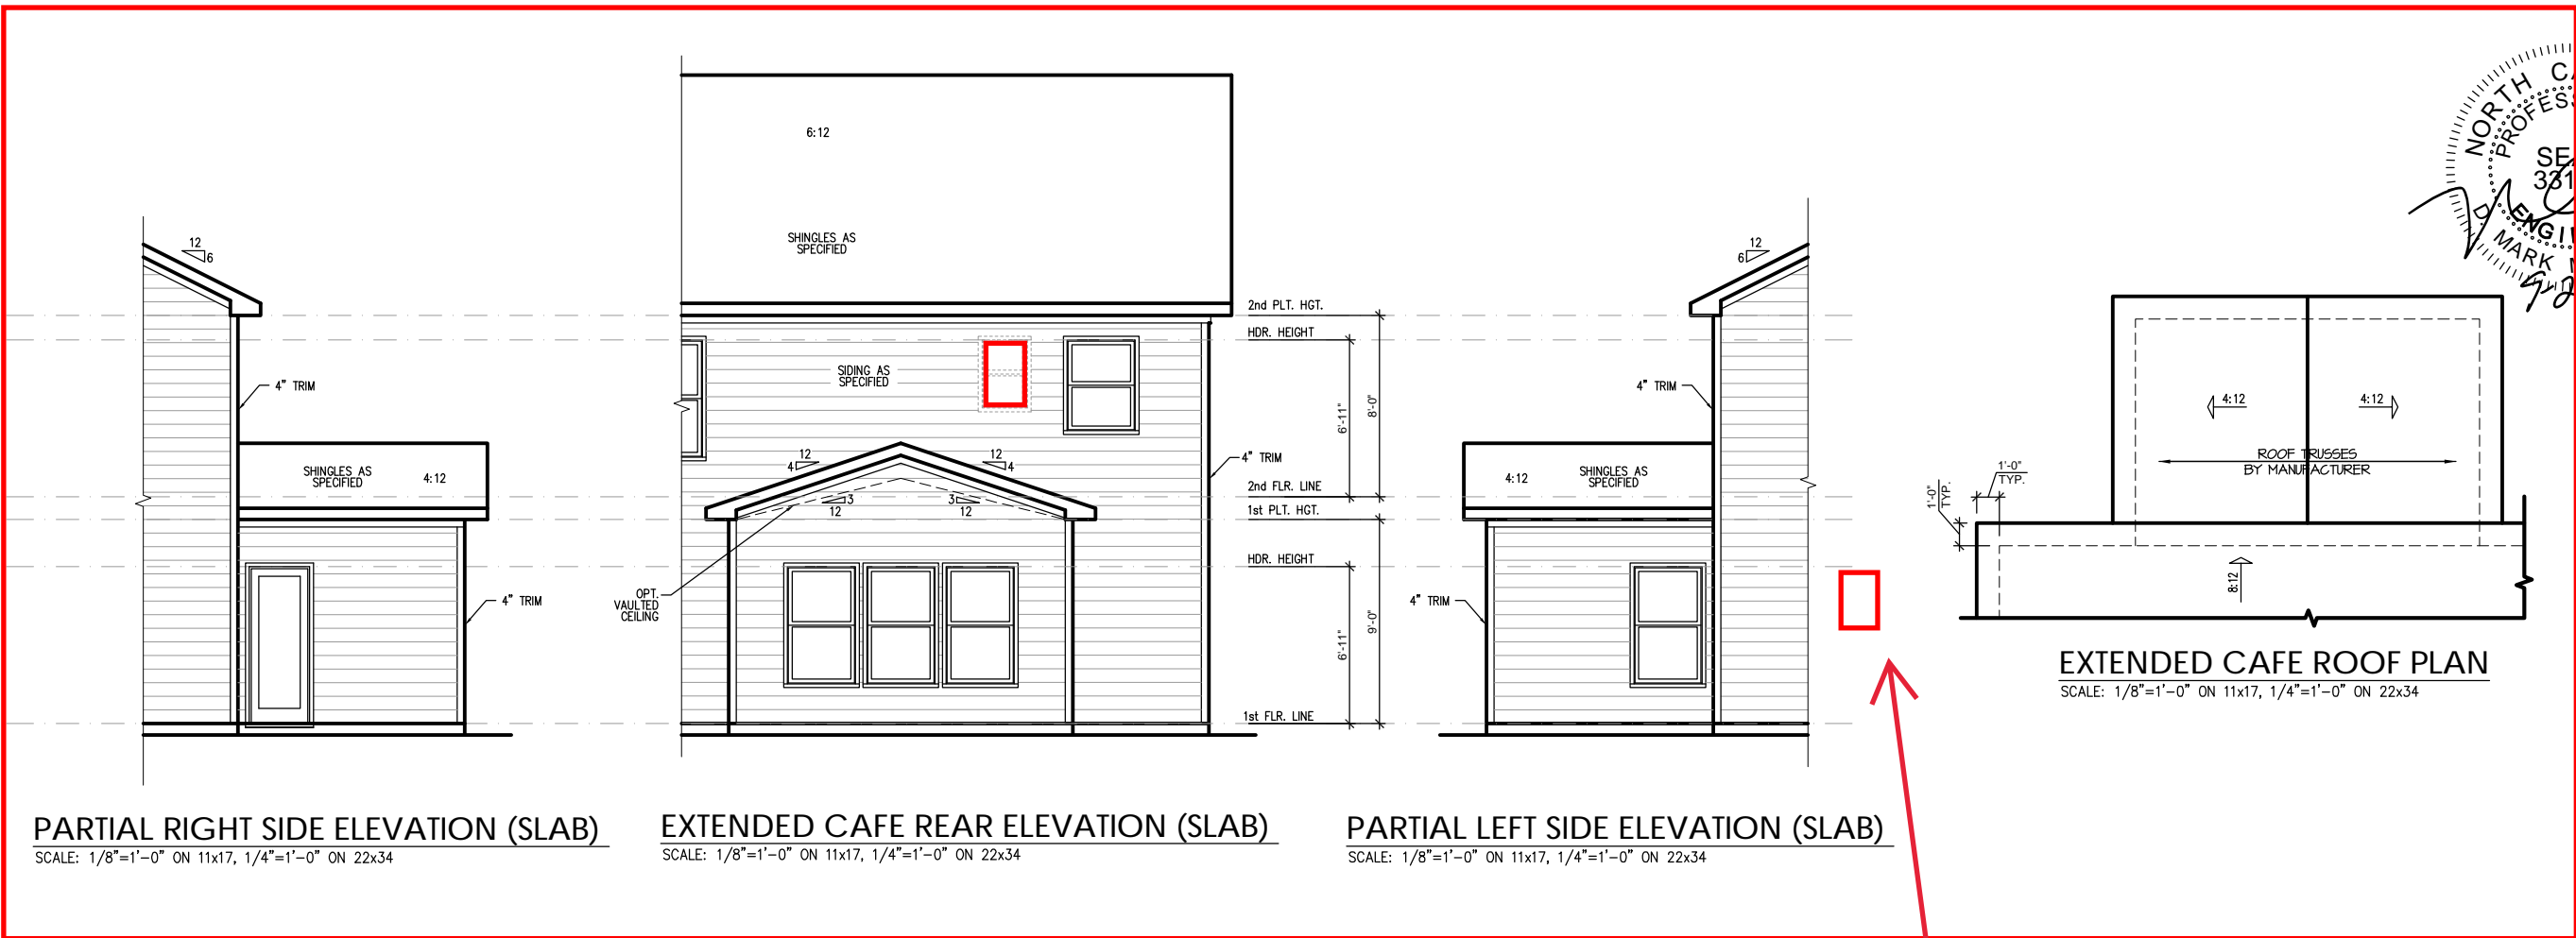 12
6
4" TRIM
SHINGLES AS
SPECIFIED
4:12
4" TRIM
PARTIAL RIGHT SIDE ELEVATION (SLAB)
SCALE: 1/8"=1'-0" ON 11x17, 1/4"=1'-0" ON 22x34
6:12
SHINGLES AS
SPECIFIED
SIDING AS
SPECIFIED
12
4
12
4
3
12
3
12
OPT.
VAULTED
CEILING
4" TRIM
2nd PLT. HGT.
HDR. HEIGHT
6'-11"
8'-0"
2nd FLR. LINE
1st PLT. HGT.
HDR. HEIGHT
6'-11"
9'-0"
1st FLR. LINE
EXTENDED CAFE REAR ELEVATION (SLAB)
SCALE: 1/8"=1'-0" ON 11x17, 1/4"=1'-0" ON 22x34
12
6
4" TRIM
4:12
SHINGLES AS
SPECIFIED
4" TRIM
PARTIAL LEFT SIDE ELEVATION (SLAB)
SCALE: 1/8"=1'-0" ON 11x17, 1/4"=1'-0" ON 22x34
NORTH
SE
331
MARK
4:12
4:12
ROOF TRUSSES
BY MANUFACTURER
1'-0"
TYP.
1'-0"
TYP.
8:12
EXTENDED CAFE ROOF PLAN
SCALE: 1/8"=1'-0" ON 11x17, 1/4"=1'-0" ON 22x34